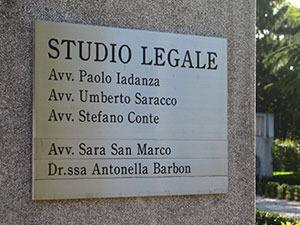 STUDIO LEGALE
Avv. Paolo Iadanza
Avv. Umberto Saracco
Avv. Stefano Conte
Avv. Sara San Marco
Dr.ssa Antonella Barbon